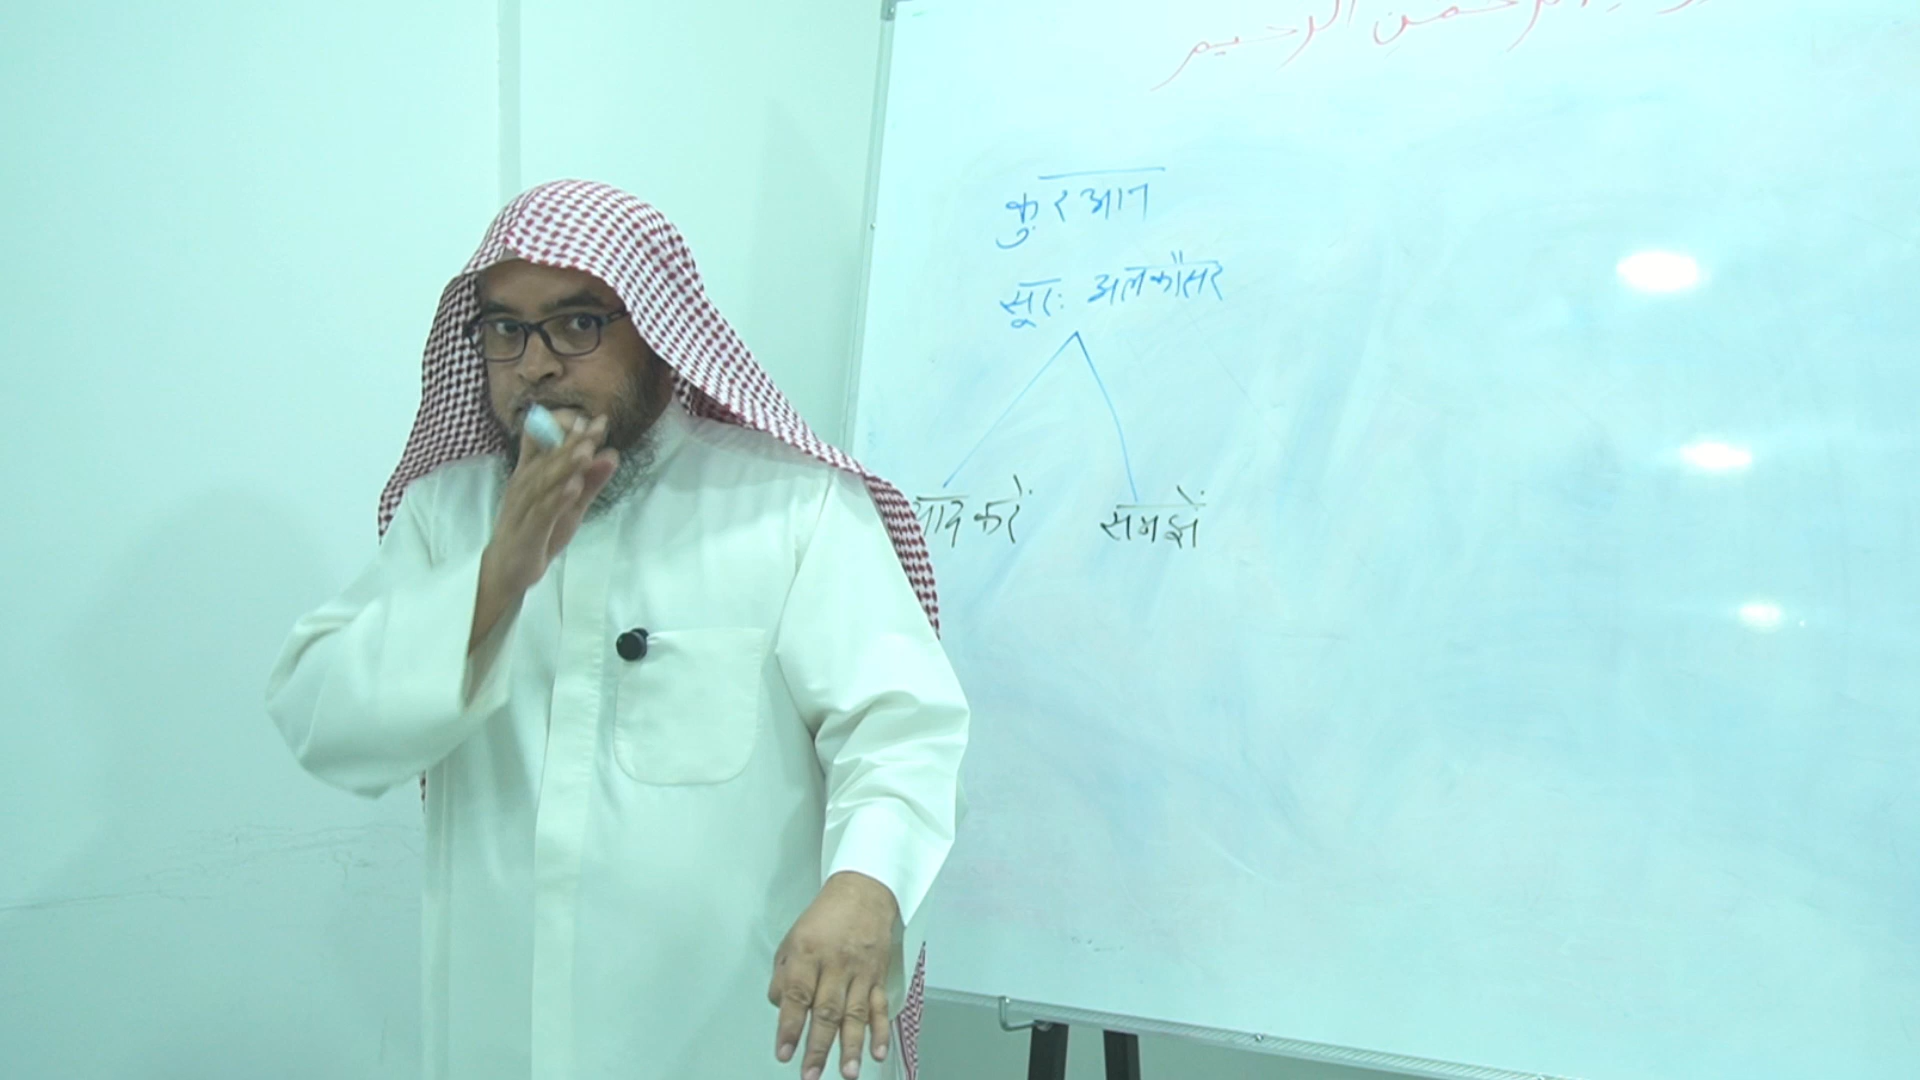 الرحمن الرحيم
क़ुरआन
सूरः अलकौसर
याद करें समझें